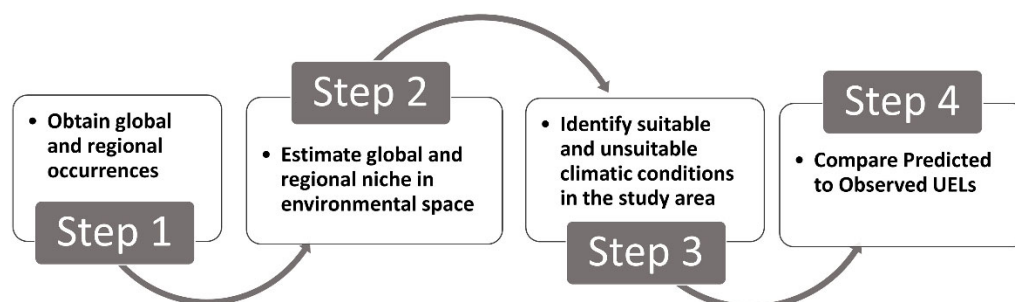 • Obtain global
and regional
occurrences
Step 1
Step 2
• Estimate global and
regional niche in
environmental space
• Identify suitable
and unsuitable
climatic conditions
in the study area
Step 3
Step 4
• Compare Predicted
to Observed UELs